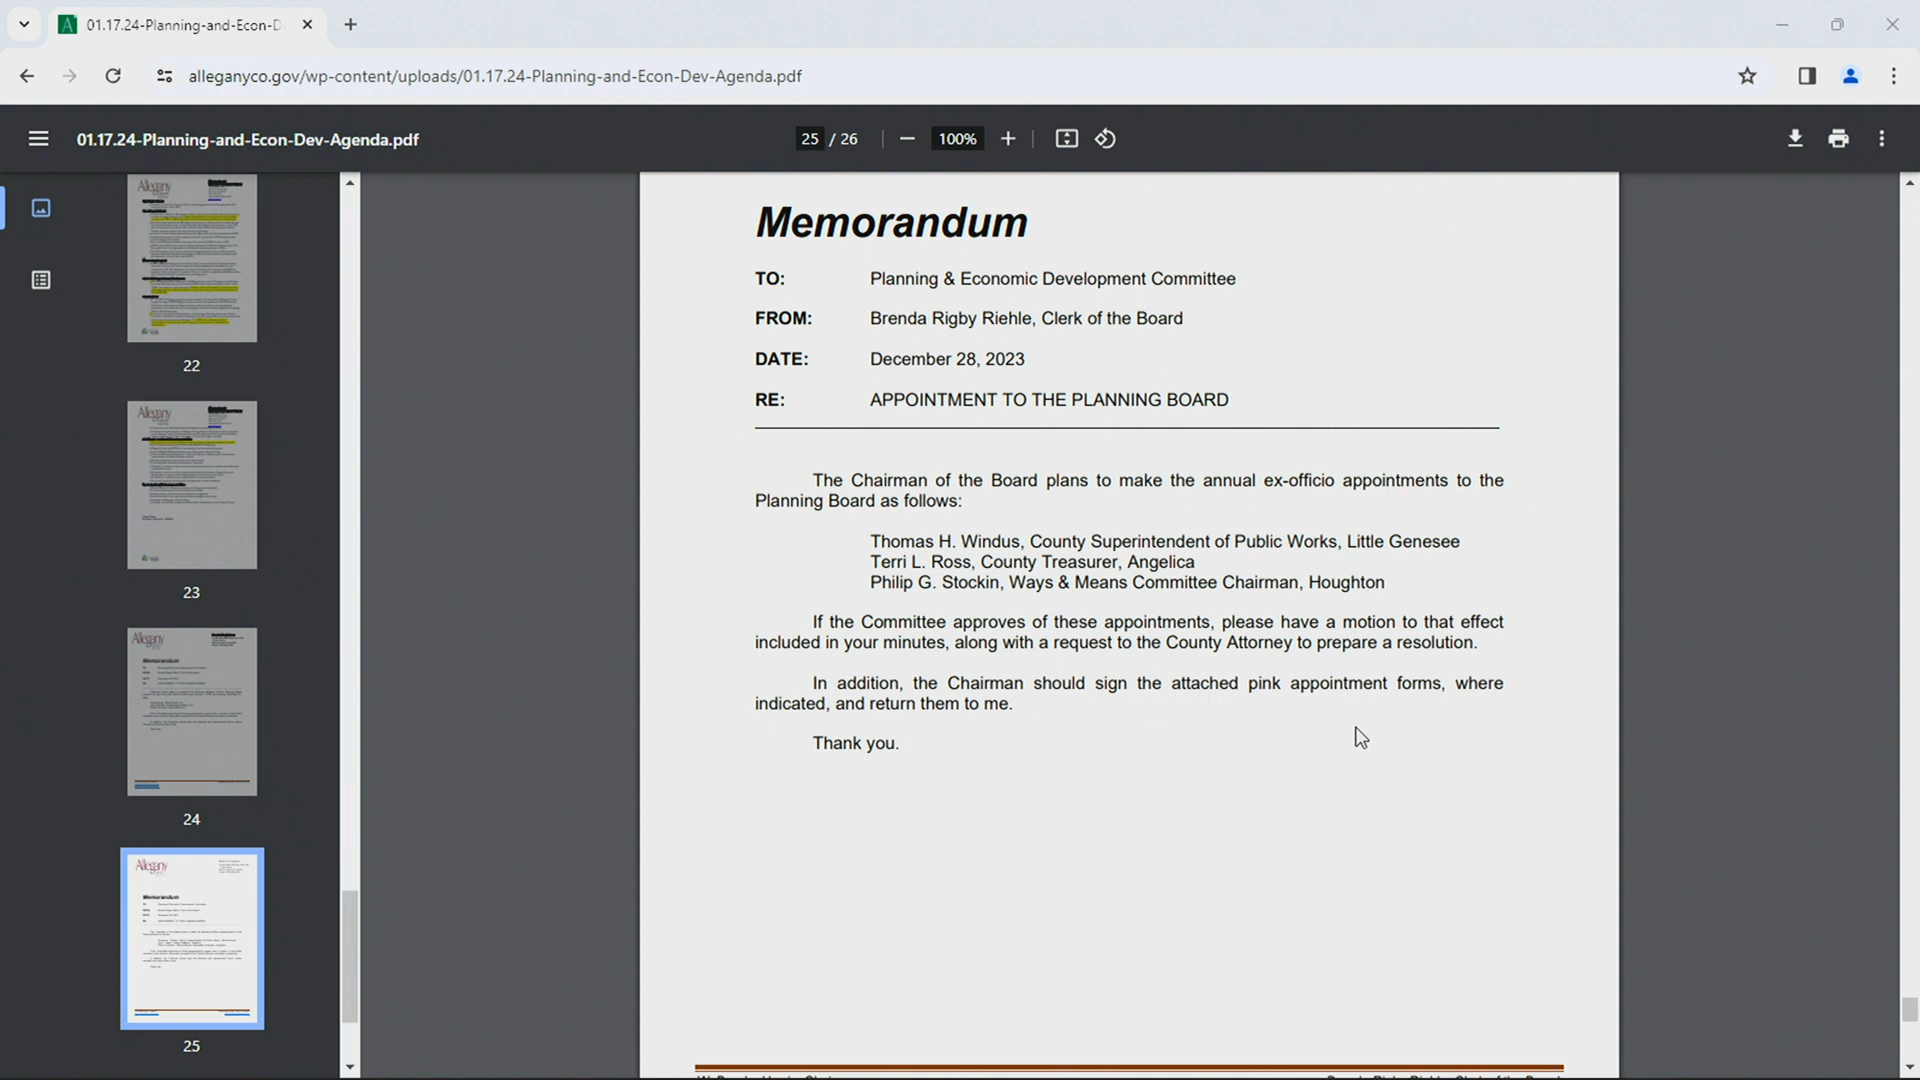 01.17.24-Planning-and-Econ-D
alleganyco.gov/wp-content/uploads/01.17.24-Planning-and-Econ-Dev-Agenda.pdf
01.17.24-Planning-and-Econ-Dev-Agenda.pdf
25 / 26
100%
Allegany
22
Allegany
23
Allegany
Memorandum
24
Allegany
Memorandum
25
Memorandum
TO: Planning & Economic Development Committee
FROM: Brenda Rigby Riehle, Clerk of the Board
DATE: December 28, 2023
RE: APPOINTMENT TO THE PLANNING BOARD
The Chairman of the Board plans to make the annual ex-officio appointments to the
Planning Board as follows:
Thomas H. Windus, County Superintendent of Public Works, Little Genesee
Terri L. Ross, County Treasurer, Angelica
Philip G. Stockin, Ways & Means Committee Chairman, Houghton
If the Committee approves of these appointments, please have a motion to that effect
included in your minutes, along with a request to the County Attorney to prepare a resolution.
In addition, the Chairman should sign the attached pink appointment forms, where
indicated, and return them to me.
Thank you.